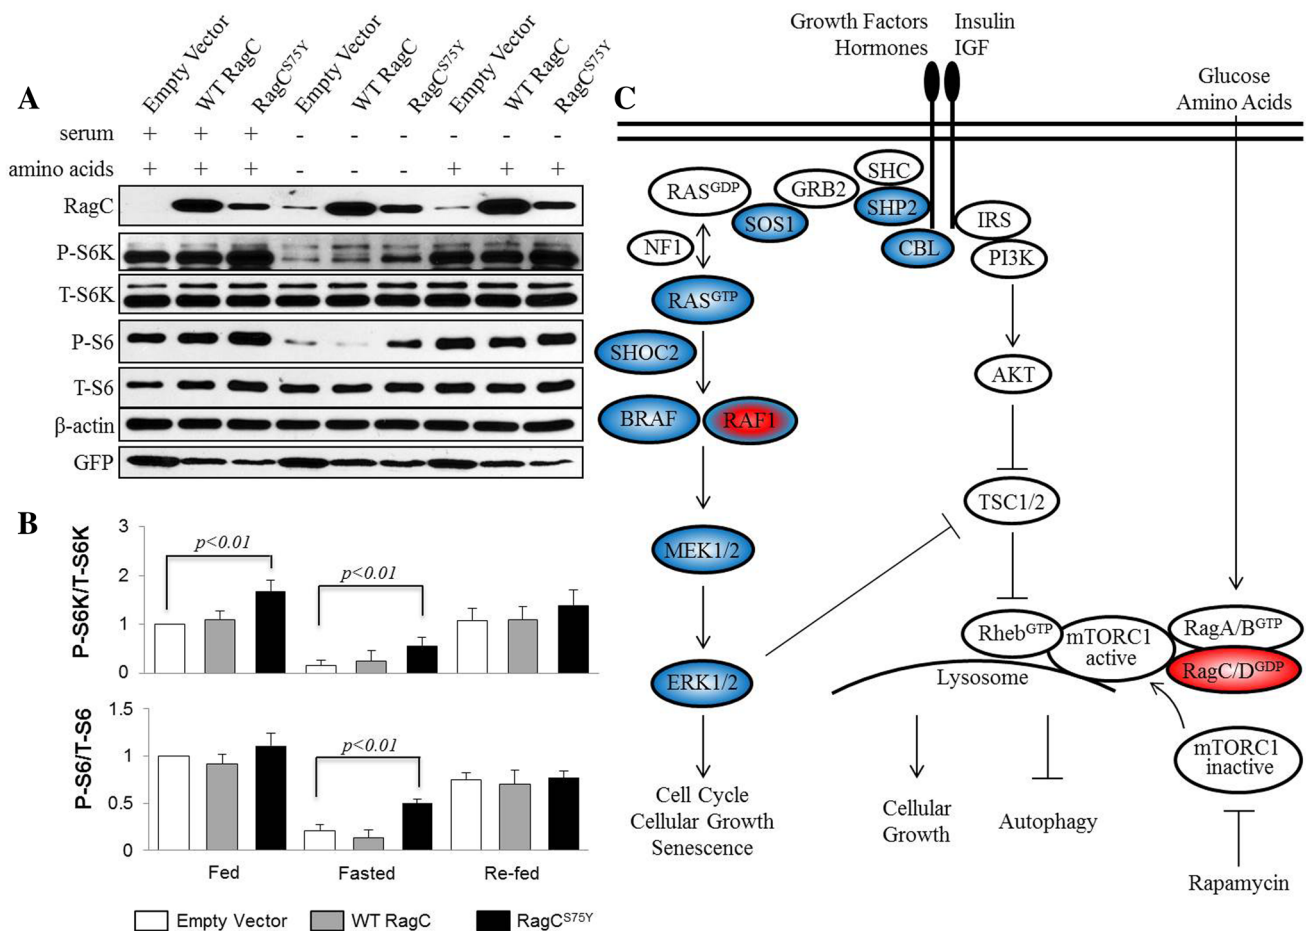 A
Empty Vector
WT RagC
RagC^S75Y
Empty Vector
WT RagC
RagC^S75Y
Empty Vector
WT RagC
RagC^S75Y
serum + + + - - - - - -
amino acids + + + - - - + + +
RagC
P-S6K
T-S6K
P-S6
T-S6
β-actin
GFP
B
P-S6K/T-S6K
3
2
1
0
p<0.01
p<0.01
P-S6/T-S6
1.5
1
0.5
0
p<0.01
Fed Fasted Re-fed
Empty Vector WT RagC RagC^S75Y
C
Growth Factors
Hormones
Insulin
IGF
Glucose
Amino Acids
RAS^GDP
SOS1
GRB2
SHC
SHP2
CBL
IRS
PI3K
NF1
RAS^GTP
SHOC2
BRAF
RAF1
AKT
TSC1/2
MEK1/2
ERK1/2
Rheb^GTP
mTORC1
active
RagA/B^GTP
RagC/D^GDP
Lysosome
mTORC1
inactive
Cell Cycle
Cellular Growth
Senescence
Cellular
Growth
Autophagy
Rapamycin